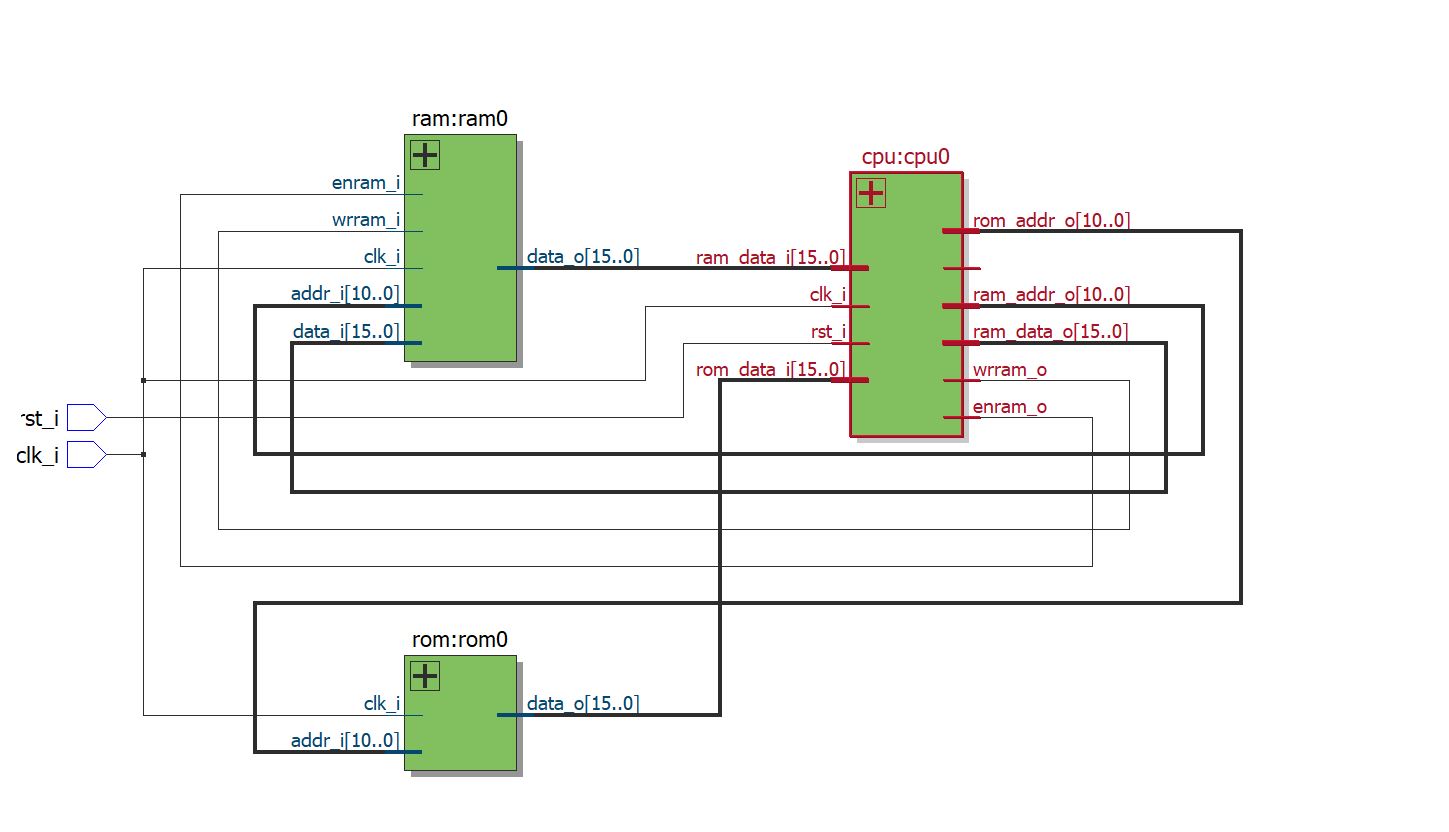 ram:ram0
enram_i
wrram_i
clk_i
addr_i[10..0]
data_i[15..0]
data_o[15..0]
cpu:cpu0
ram_data_i[15..0]
clk_i
rst_i
rom_data_i[15..0]
rom_addr_o[10..0]
ram_addr_o[10..0]
ram_data_o[15..0]
wrram_o
enram_o
rst_i
clk_i
rom:rom0
clk_i
addr_i[10..0]
data_o[15..0]